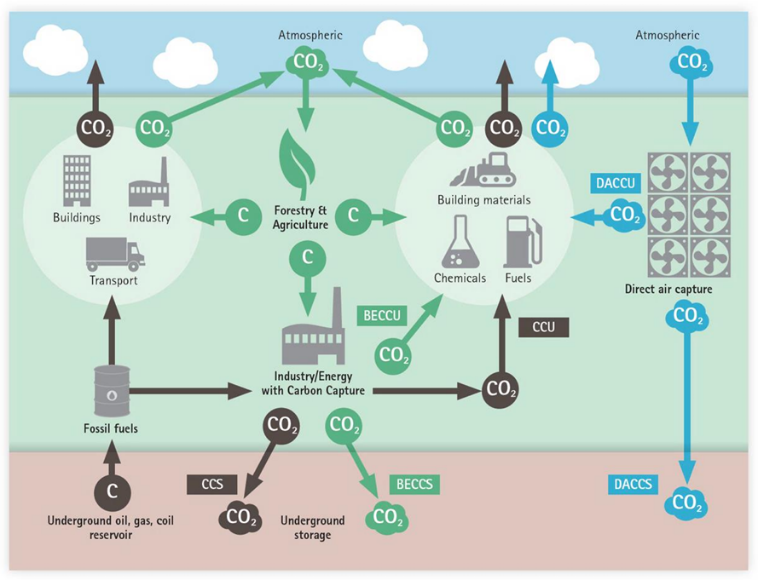 Atmospheric
CO2
Atmospheric
CO2
CO2
CO2
CO2
CO2
CO2
Buildings
Industry
Transport
C
Forestry &
Agriculture
C
C
Building materials
Chemicals
Fuels
DACCU
CO2
Direct air capture
CO2
BECCU
CO2
CCU
CO2
Industry/Energy
with Carbon Capture
Fossil fuels
CO2
CO2
C
Underground oil, gas, coil
reservoir
CCS
CO2
Underground
storage
BECCS
CO2
DACCS
CO2